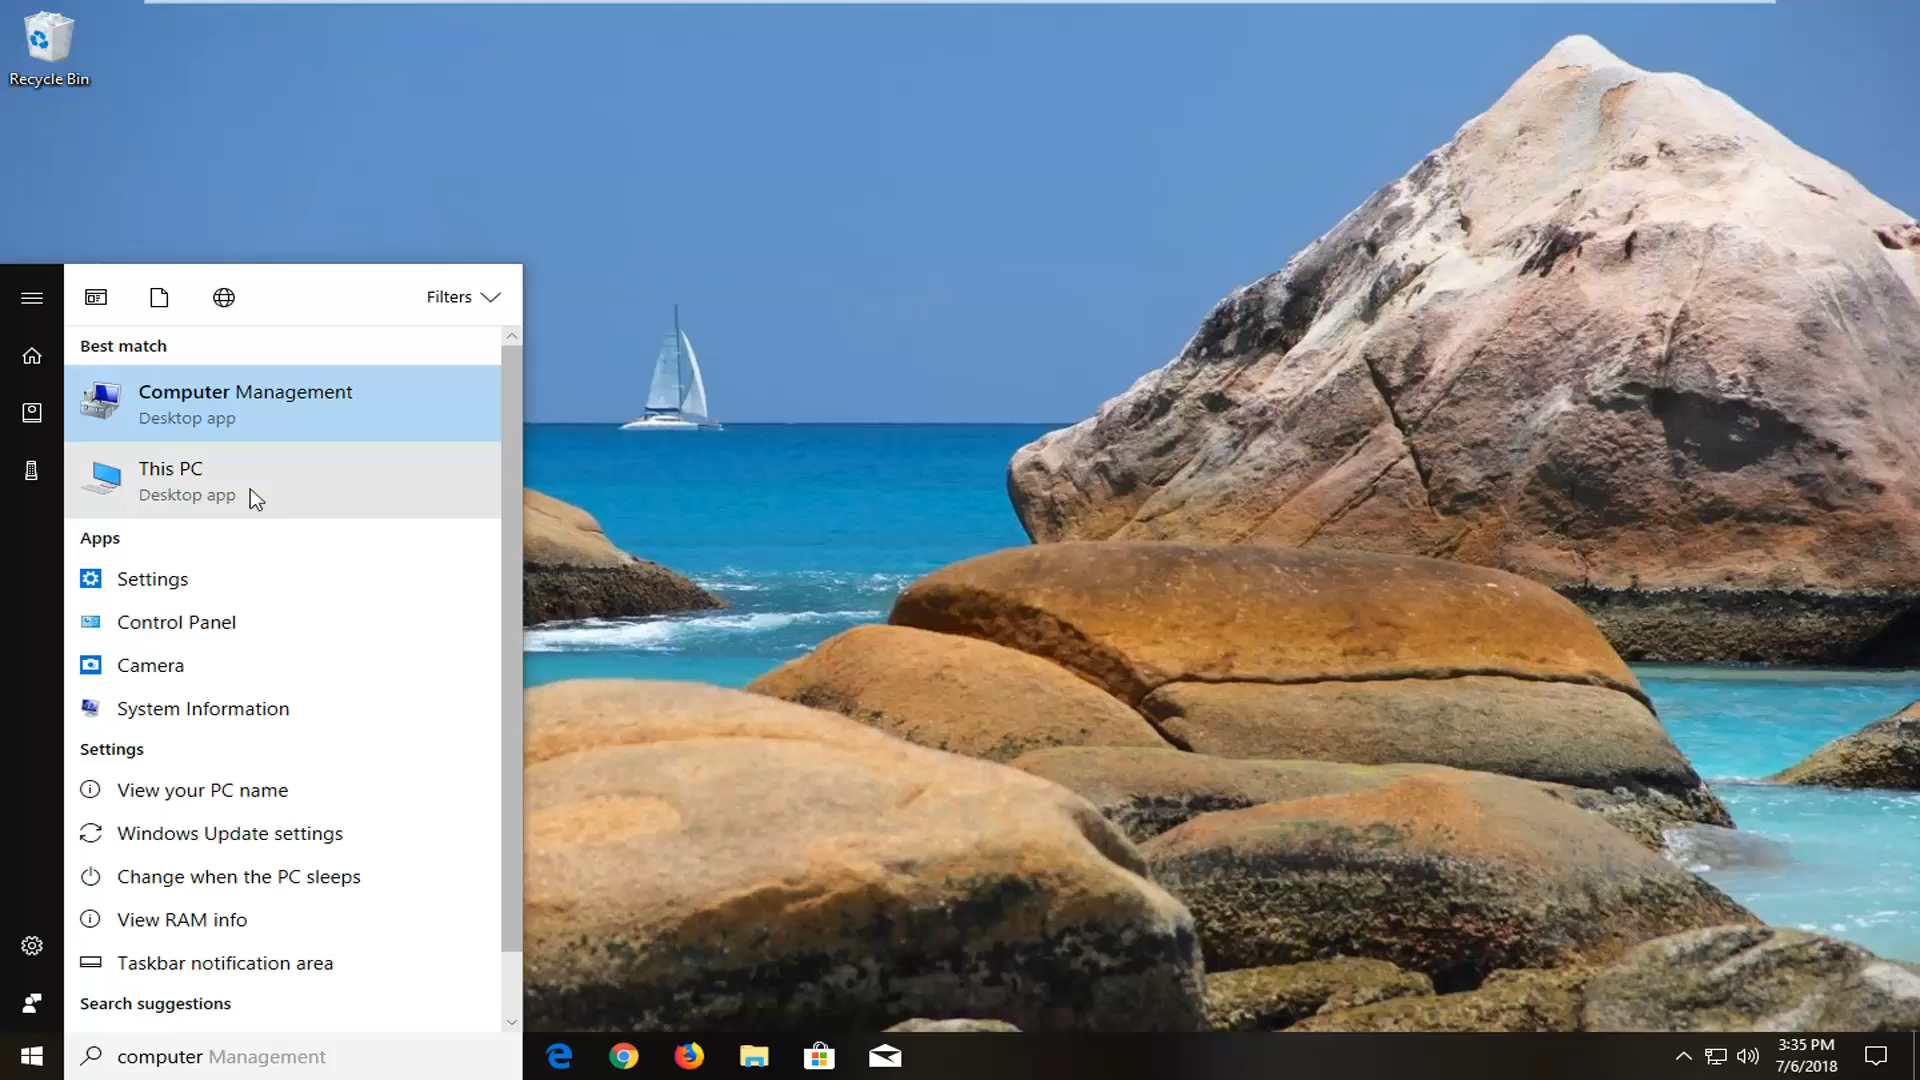 Recycle Bin
Filters
Best match
Computer Management
Desktop app
This PC
Desktop app
Apps
Settings
Control Panel
Camera
System Information
Settings
View your PC name
Windows Update settings
Change when the PC sleeps
View RAM info
Taskbar notification area
Search suggestions
computer Management
3:35 PM
7/6/2018